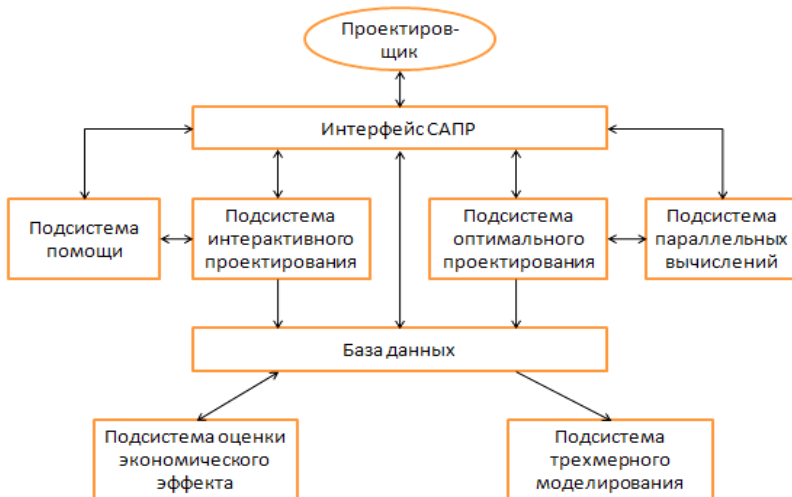 Проектиров-
щик
Интерфейс САПР
Подсистема
помощи
Подсистема
интерактивного
проектирования
Подсистема
оптимального
проектирования
Подсистема
параллельных
вычислений
База данных
Подсистема оценки
экономического
эффекта
Подсистема
трехмерного
моделирования